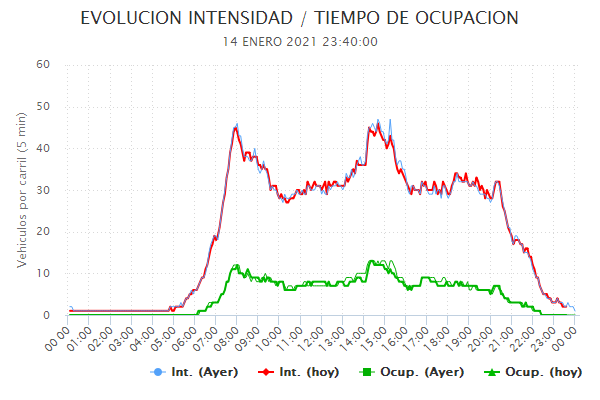 EVOLUCION INTENSIDAD / TIEMPO DE OCUPACION
14 ENERO 2021 23:40:00
Vehiculos por carril (5 min)
60
50
40
30
20
10
0
00:00 01:00 02:00 03:00 04:00 05:00 06:00 07:00 08:00 09:00 10:00 11:00 12:00 13:00 14:00 15:00 16:00 17:00 18:00 19:00 20:00 21:00 22:00 23:00 00:00
Int. (Ayer) Int. (hoy) Ocup. (Ayer) Ocup. (hoy)